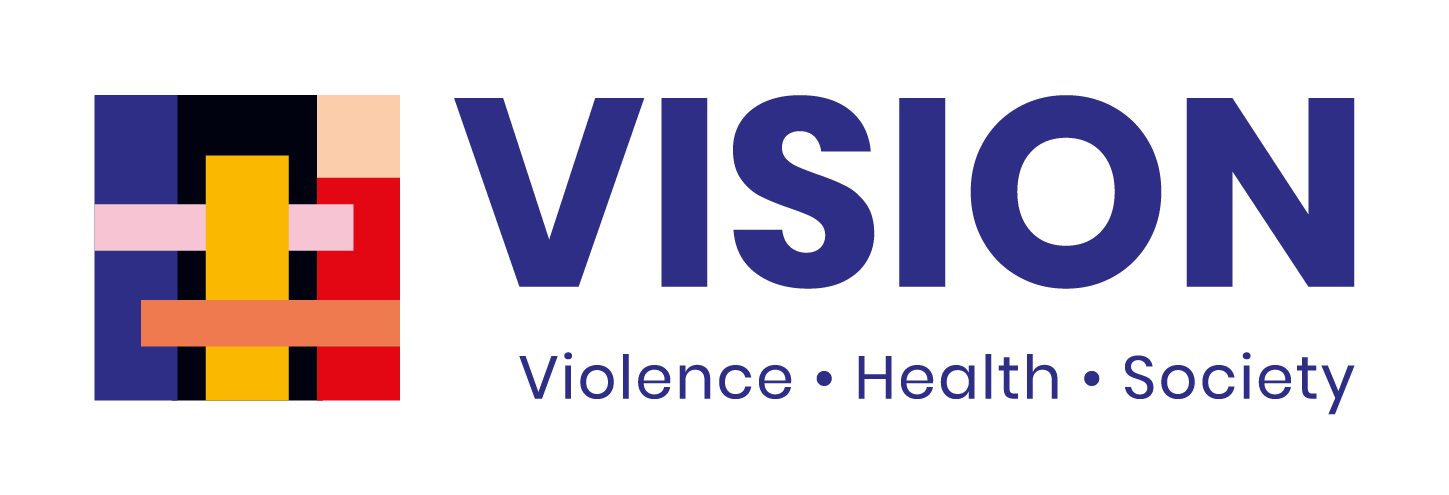 VISION
Violence • Health • Society